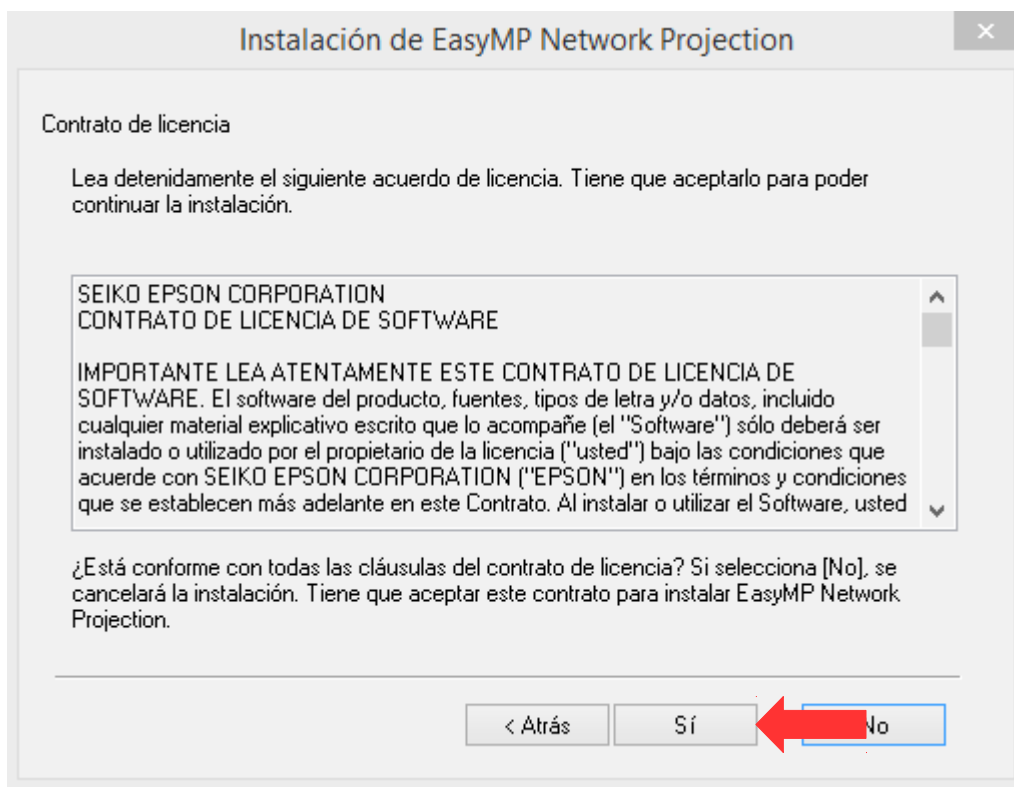 Instalación de EasyMP Network Projection
Contrato de licencia
Lea detenidamente el siguiente acuerdo de licencia. Tiene que aceptarlo para poder
continuar la instalación.
SEIKO EPSON CORPORATION
CONTRATO DE LICENCIA DE SOFTWARE
IMPORTANTE LEA ATENTAMENTE ESTE CONTRATO DE LICENCIA DE
SOFTWARE. El software del producto, fuentes, tipos de letra y/o datos, incluido
cualquier material explicativo escrito que lo acompañe (el "Software") sólo deberá ser
instalado o utilizado por el propietario de la licencia ("usted") bajo las condiciones que
acuerde con SEIKO EPSON CORPORATION ("EPSON") en los términos y condiciones
que se establecen más adelante en este Contrato. Al instalar o utilizar el Software, usted
¿Está conforme con todas las cláusulas del contrato de licencia? Si selecciona [No], se
cancelará la instalación. Tiene que aceptar este contrato para instalar EasyMP Network
Projection.
< Atrás Sí No